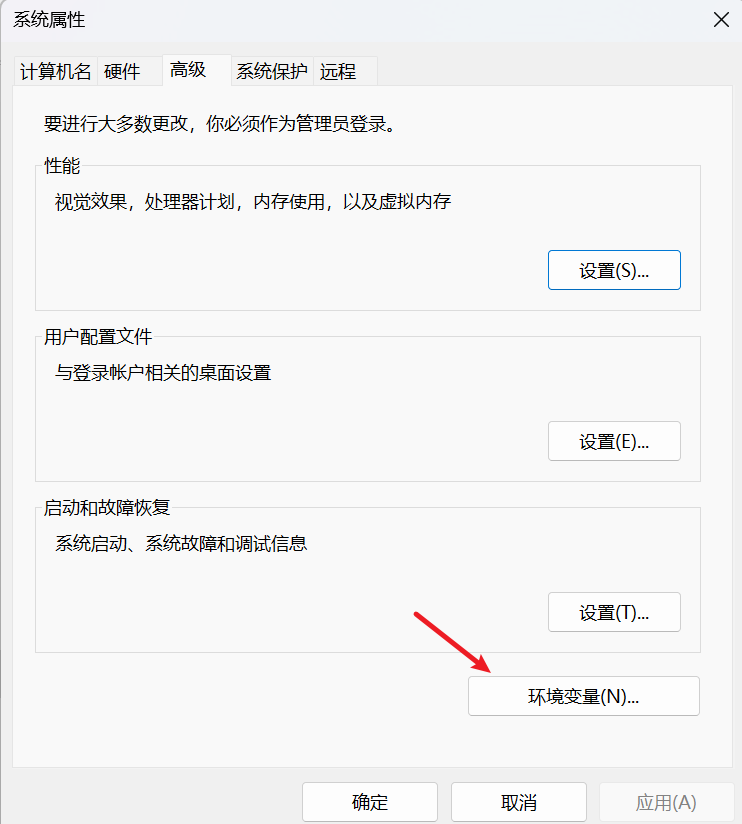 系统属性
计算机名 硬件 高级 系统保护 远程
要进行大多数更改，你必须作为管理员登录。
性能
视觉效果，处理器计划，内存使用，以及虚拟内存
设置(S)...
用户配置文件
与登录帐户相关的桌面设置
设置(E)...
启动和故障恢复
系统启动、系统故障和调试信息
设置(T)...
环境变量(N)...
确定 取消 应用(A)